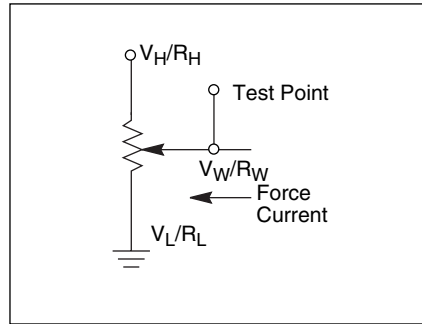 V_H/R_H
Test Point
V_W/R_W
Force
Current
V_L/R_L